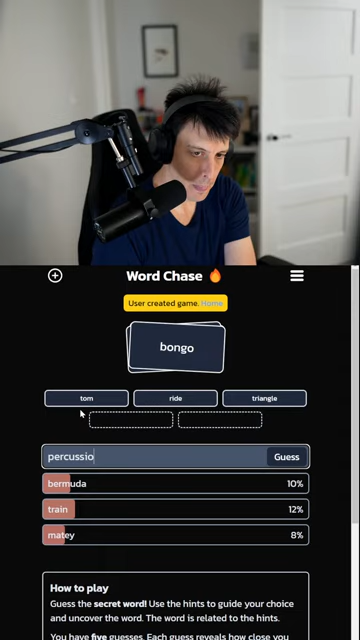 Word Chase 🔥
User created game. Home
bongo
tom ride triangle
percussio Guess
bermuda 10%
train 12%
matey 8%
How to play
Guess the secret word! Use the hints to guide your choice
and uncover the word. The word is related to the hints.
You have five guesses. Each guess reveals how close you